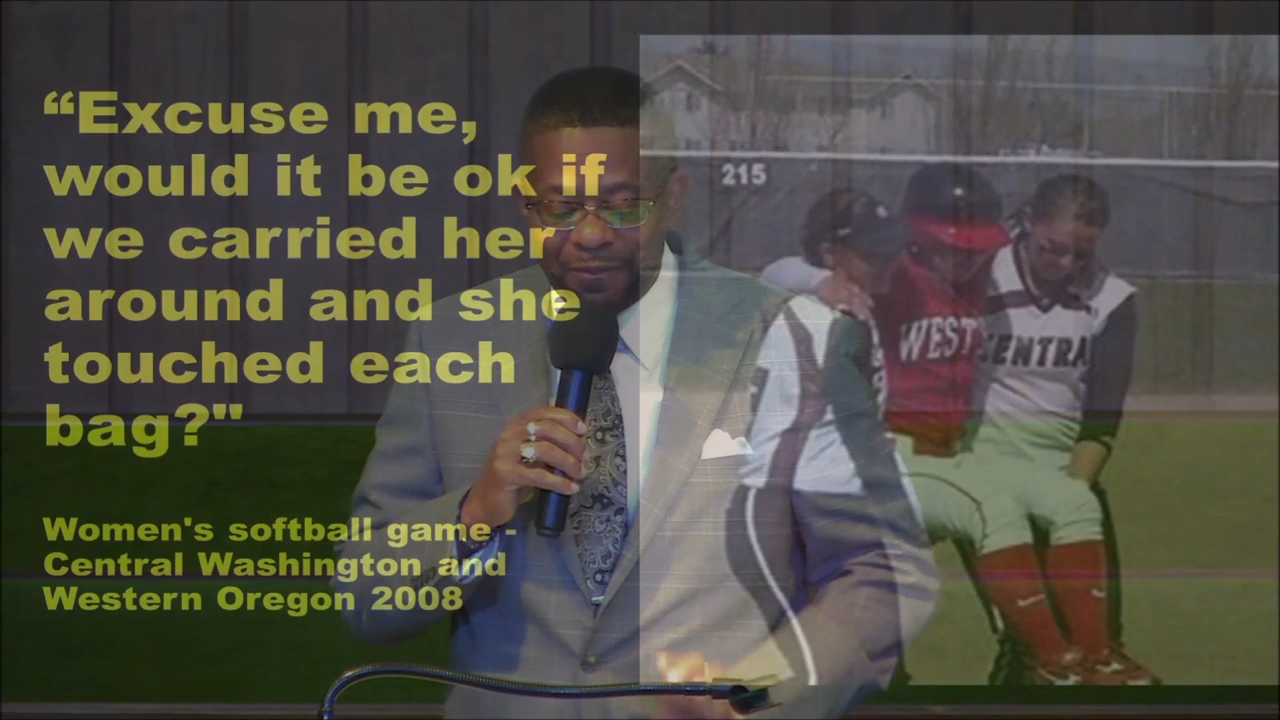 “Excuse me,
would it be ok if
we carried her
around and she
touched each
bag?"
Women's softball game -
Central Washington and
Western Oregon 2008
215
WEST
CENTRA